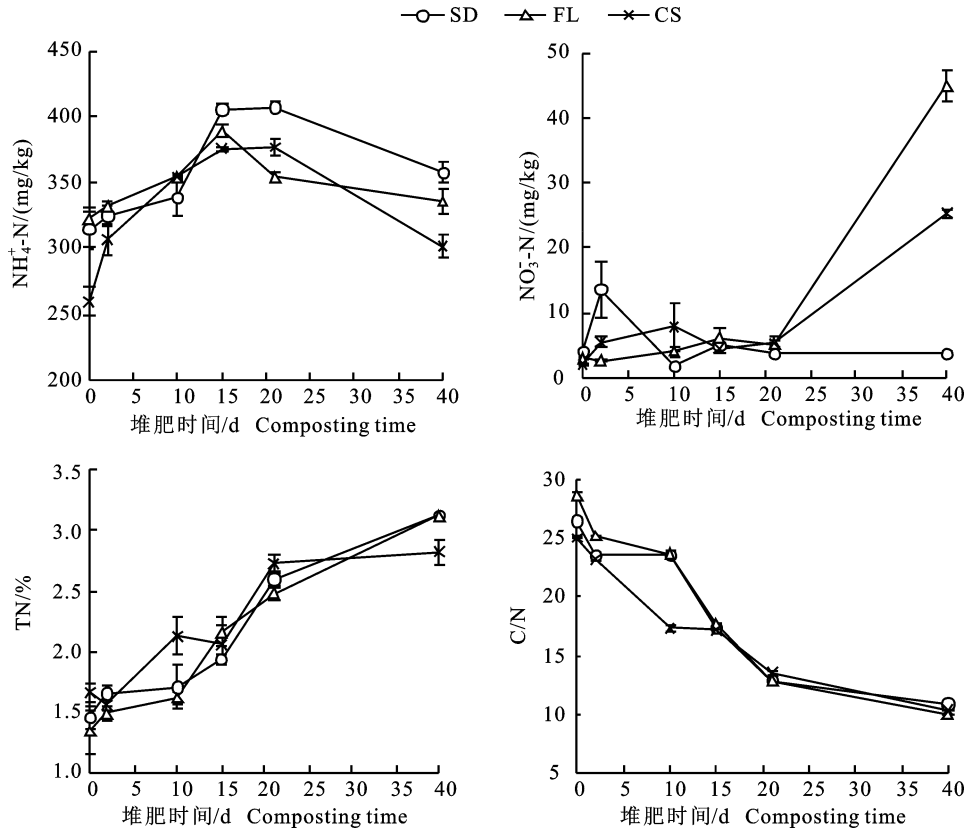 SD FL CS
NH₄⁺-N/(mg/kg)
450
400
350
300
250
200
0 5 10 15 20 25 30 35 40
堆肥时间/d Composting time
NO₃⁻-N/(mg/kg)
50
40
30
20
10
0
0 5 10 15 20 25 30 35 40
堆肥时间/d Composting time
TN/%
3.5
3.0
2.5
2.0
1.5
1.0
0 5 10 15 20 25 30 35 40
堆肥时间/d Composting time
C/N
30
25
20
15
10
5
0 5 10 15 20 25 30 35 40
堆肥时间/d Composting time